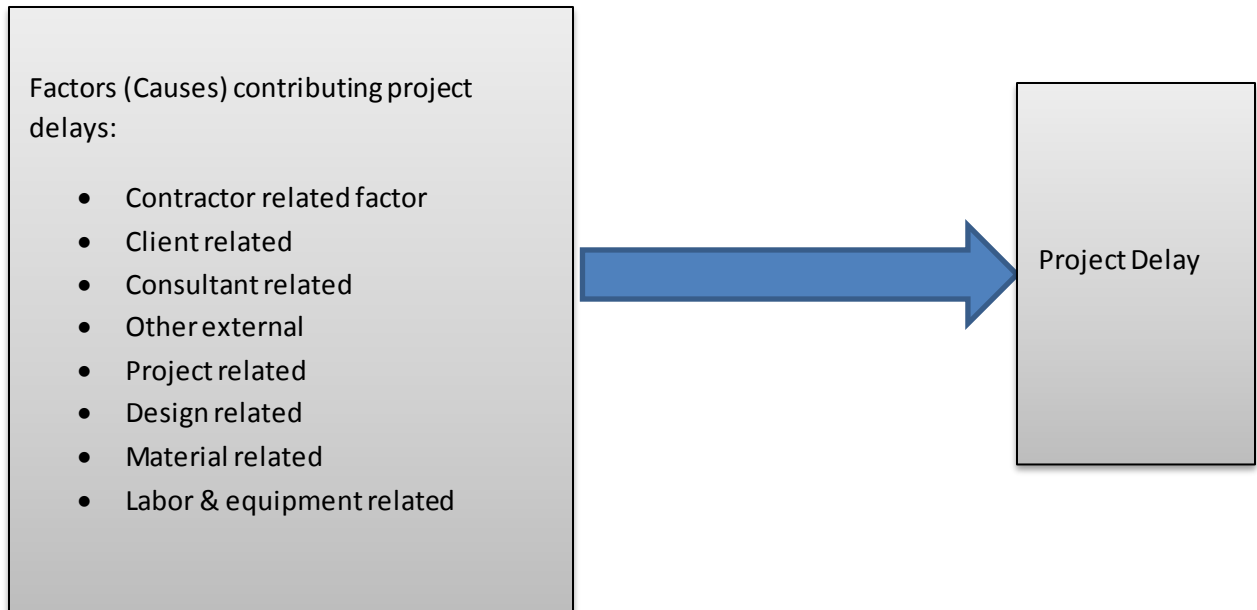 Factors (Causes) contributing project
delays:
• Contractor related factor
• Client related
• Consultant related
• Other external
• Project related
• Design related
• Material related
• Labor & equipment related
Project Delay